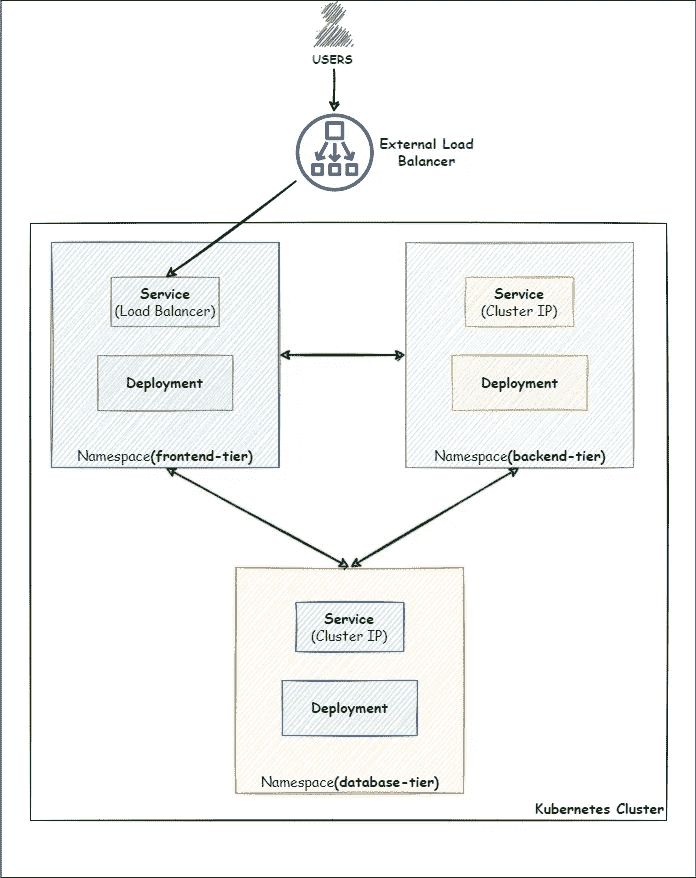 USERS
External Load
Balancer
Service
(Load Balancer)
Deployment
Namespace(frontend-tier)
Service
(Cluster IP)
Deployment
Namespace(backend-tier)
Service
(Cluster IP)
Deployment
Namespace(database-tier)
Kubernetes Cluster